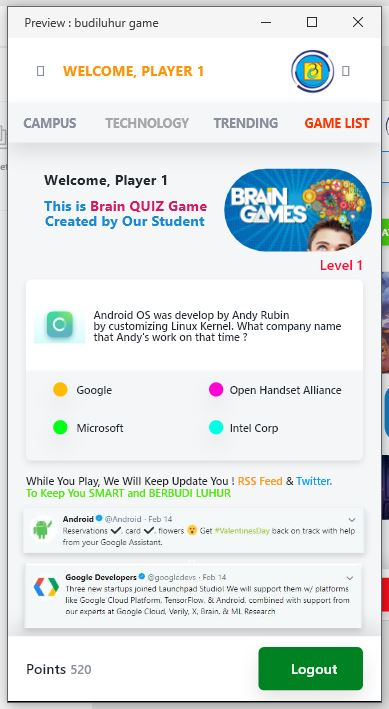 Preview : budiluhur game
WELCOME, PLAYER 1
CAMPUS TECHNOLOGY TRENDING GAME LIST
Welcome, Player 1
This is Brain QUIZ Game
Created by Our Student
BRAIN
GAMES
Level 1
Android OS was develop by Andy Rubin
by customizing Linux Kernel. What company name
that Andy's work on that time ?
Google
Open Handset Alliance
Microsoft
Intel Corp
While You Play, We Will Keep Update You ! RSS Feed & Twitter.
To Keep You SMART and BERBUDI LUHUR
Android @Android · Feb 14
Reservations ✔, card ✔, flowers 😮 Get #ValentinesDay back on track with help
from your Google Assistant.
Google Developers @googledevs · Feb 14
Three new startups joined Launchpad Studio! We will support them w/ platforms
like Google Cloud Platform, TensorFlow, & Android, combined with support from
our experts at Google Cloud, Verily, X, Brain, & ML Research
Points 520
Logout